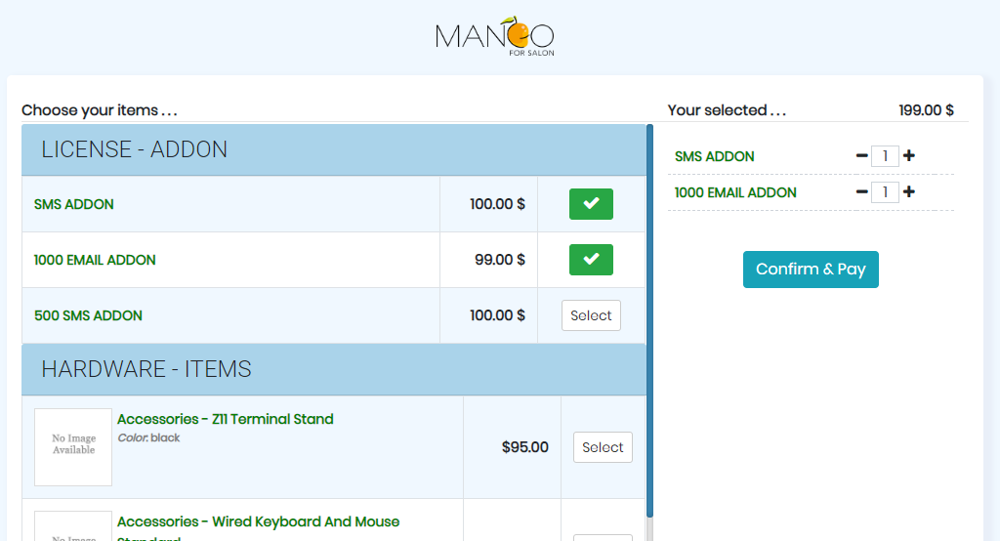 MANGO
FOR SALON
Choose your items . . .
Your selected . . . 199.00 $
LICENSE - ADDON
SMS ADDON 100.00 $
1000 EMAIL ADDON 99.00 $
500 SMS ADDON 100.00 $ Select
HARDWARE - ITEMS
No Image
Available
Accessories - Z11 Terminal Stand
Color: black
$95.00 Select
No Image
Accessories - Wired Keyboard And Mouse
Standard
SMS ADDON - 1 +
1000 EMAIL ADDON - 1 +
Confirm & Pay